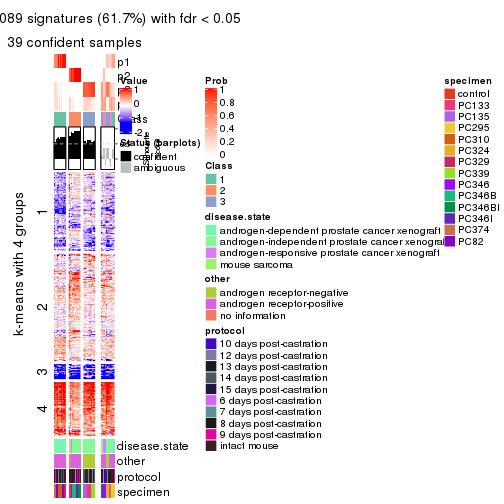 089 signatures (61.7%) with fdr < 0.05
39 confident samples
p1
p2
Class
Value
1
0
-1
-2
Status (barplots)
confident
ambiguous
Silhouette
score
k-means with 4 groups
1
2
3
4
disease.state
other
protocol
specimen
Prob
1
0.8
0.6
0.4
0.2
0
Class
1
2
3
disease.state
androgen-dependent prostate cancer xenograft
androgen-independent prostate cancer xenograft
androgen-responsive prostate cancer xenograft
mouse sarcoma
other
androgen receptor-negative
androgen receptor-positive
no information
protocol
10 days post-castration
12 days post-castration
13 days post-castration
14 days post-castration
15 days post-castration
6 days post-castration
7 days post-castration
8 days post-castration
9 days post-castration
intact mouse
specimen
control
PC133
PC135
PC295
PC310
PC324
PC329
PC339
PC346
PC346B
PC346BI
PC346I
PC374
PC82